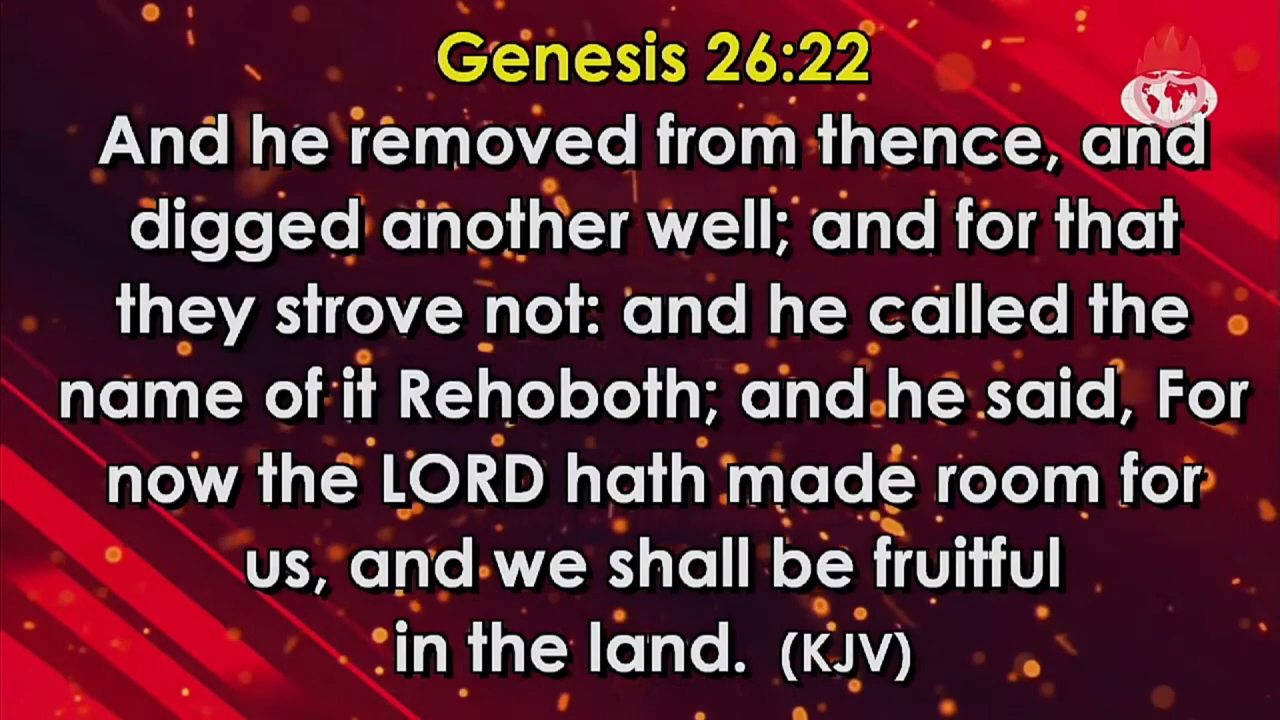 Genesis 26:22
And he removed from thence, and
digged another well; and for that
they strove not: and he called the
name of it Rehoboth; and he said, For
now the LORD hath made room for
us, and we shall be fruitful
in the land. (KJV)